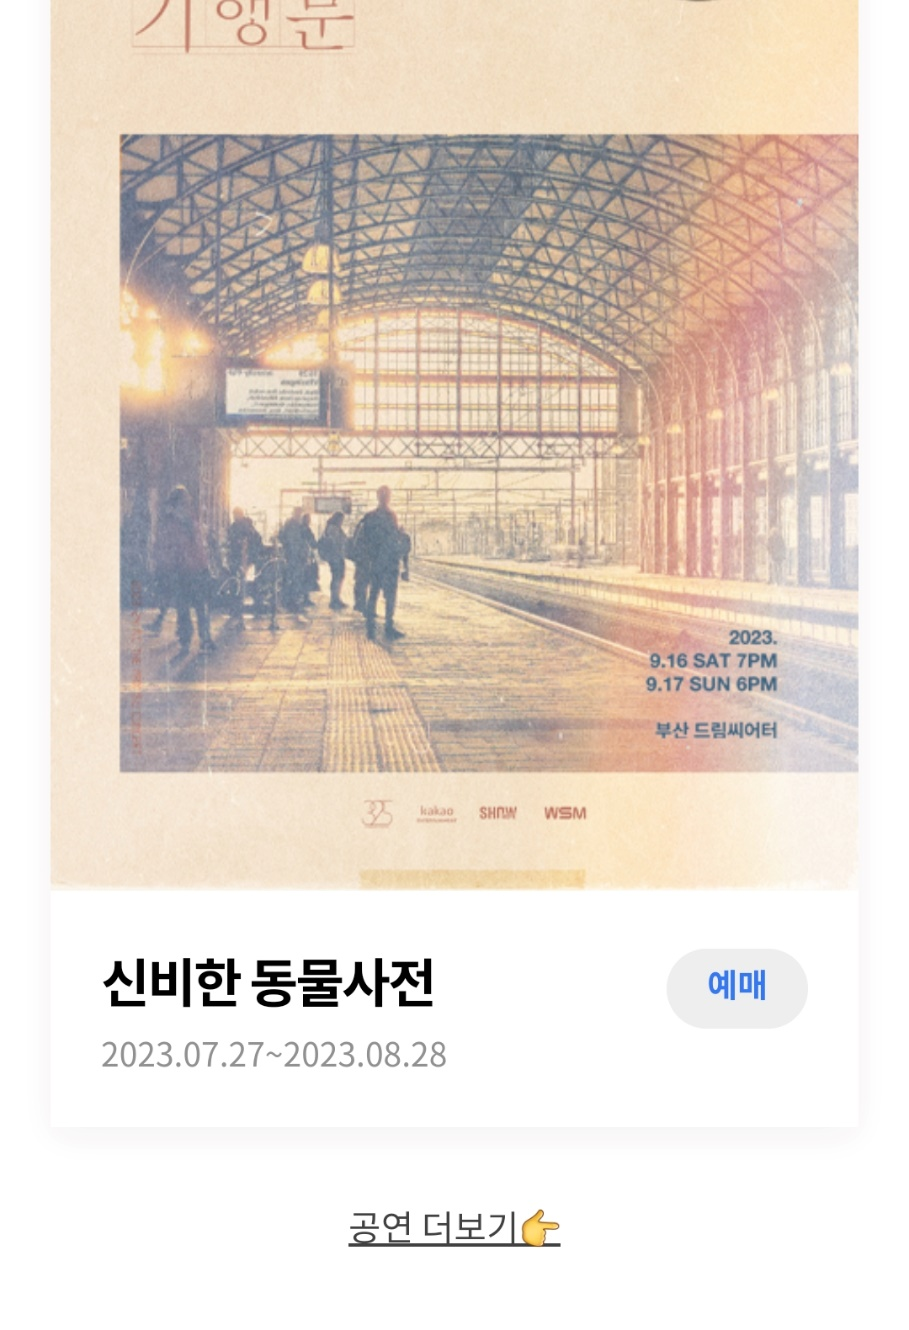 기행문
2023.
9.16 SAT 7PM
9.17 SUN 6PM
부산 드림씨어터
325 kakao SHOW WSM
신비한 동물사전
예매
2023.07.27~2023.08.28
공연 더보기👉